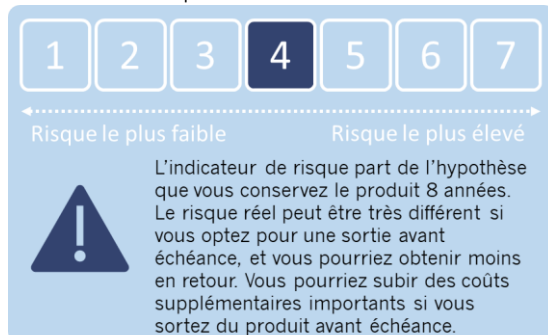 1 2 3 4 5 6 7
Risque le plus faible Risque le plus élevé
L'indicateur de risque part de l'hypothèse
que vous conservez le produit 8 années.
Le risque réel peut être très différent si
vous optez pour une sortie avant
échéance, et vous pourriez obtenir moins
en retour. Vous pourriez subir des coûts
supplémentaires importants si vous
sortez du produit avant échéance.